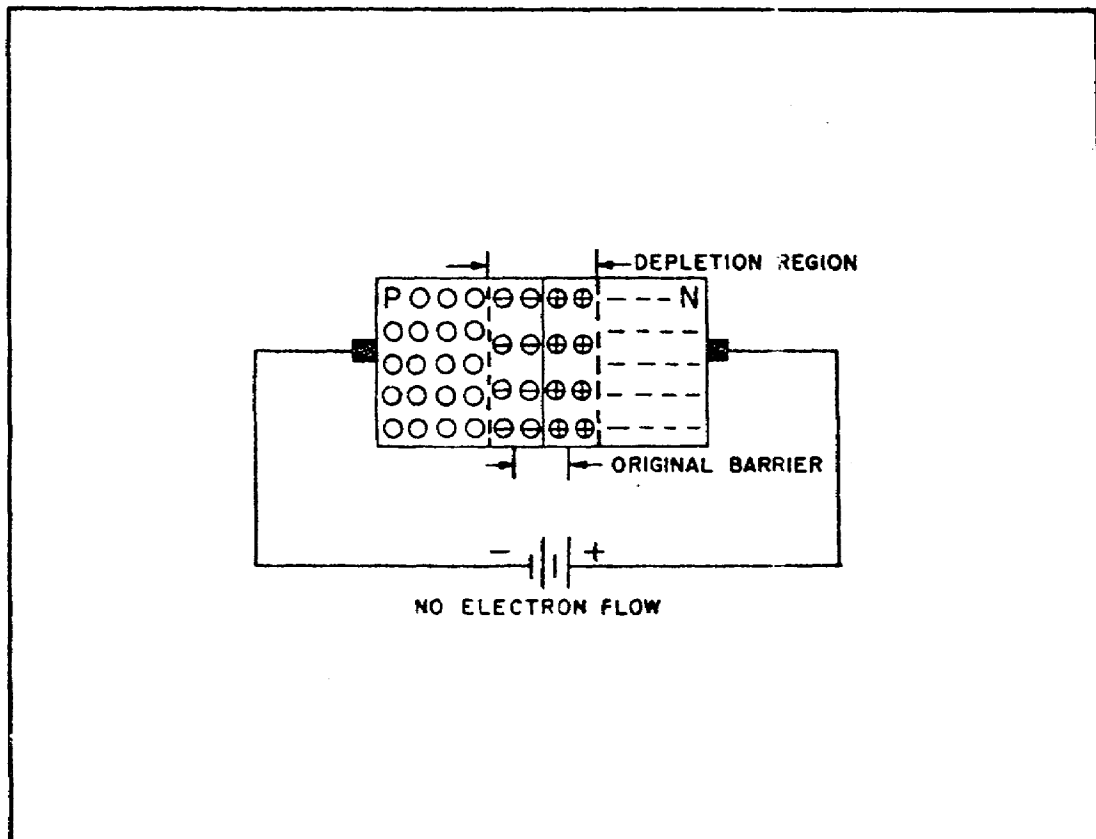 DEPLETION REGION
P N
ORIGINAL BARRIER
- +
NO ELECTRON FLOW